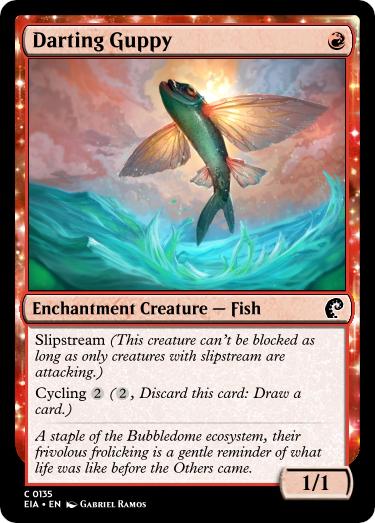 Darting Guppy
Enchantment Creature — Fish
Slipstream (This creature can't be blocked as
long as only creatures with slipstream are
attacking.)
Cycling 2 (2, Discard this card: Draw a
card.)
A staple of the Bubbledome ecosystem, their
frivolous frolicking is a gentle reminder of what
life was like before the Others came.
1/1
C 0135
EIA • EN Gabriel Ramos